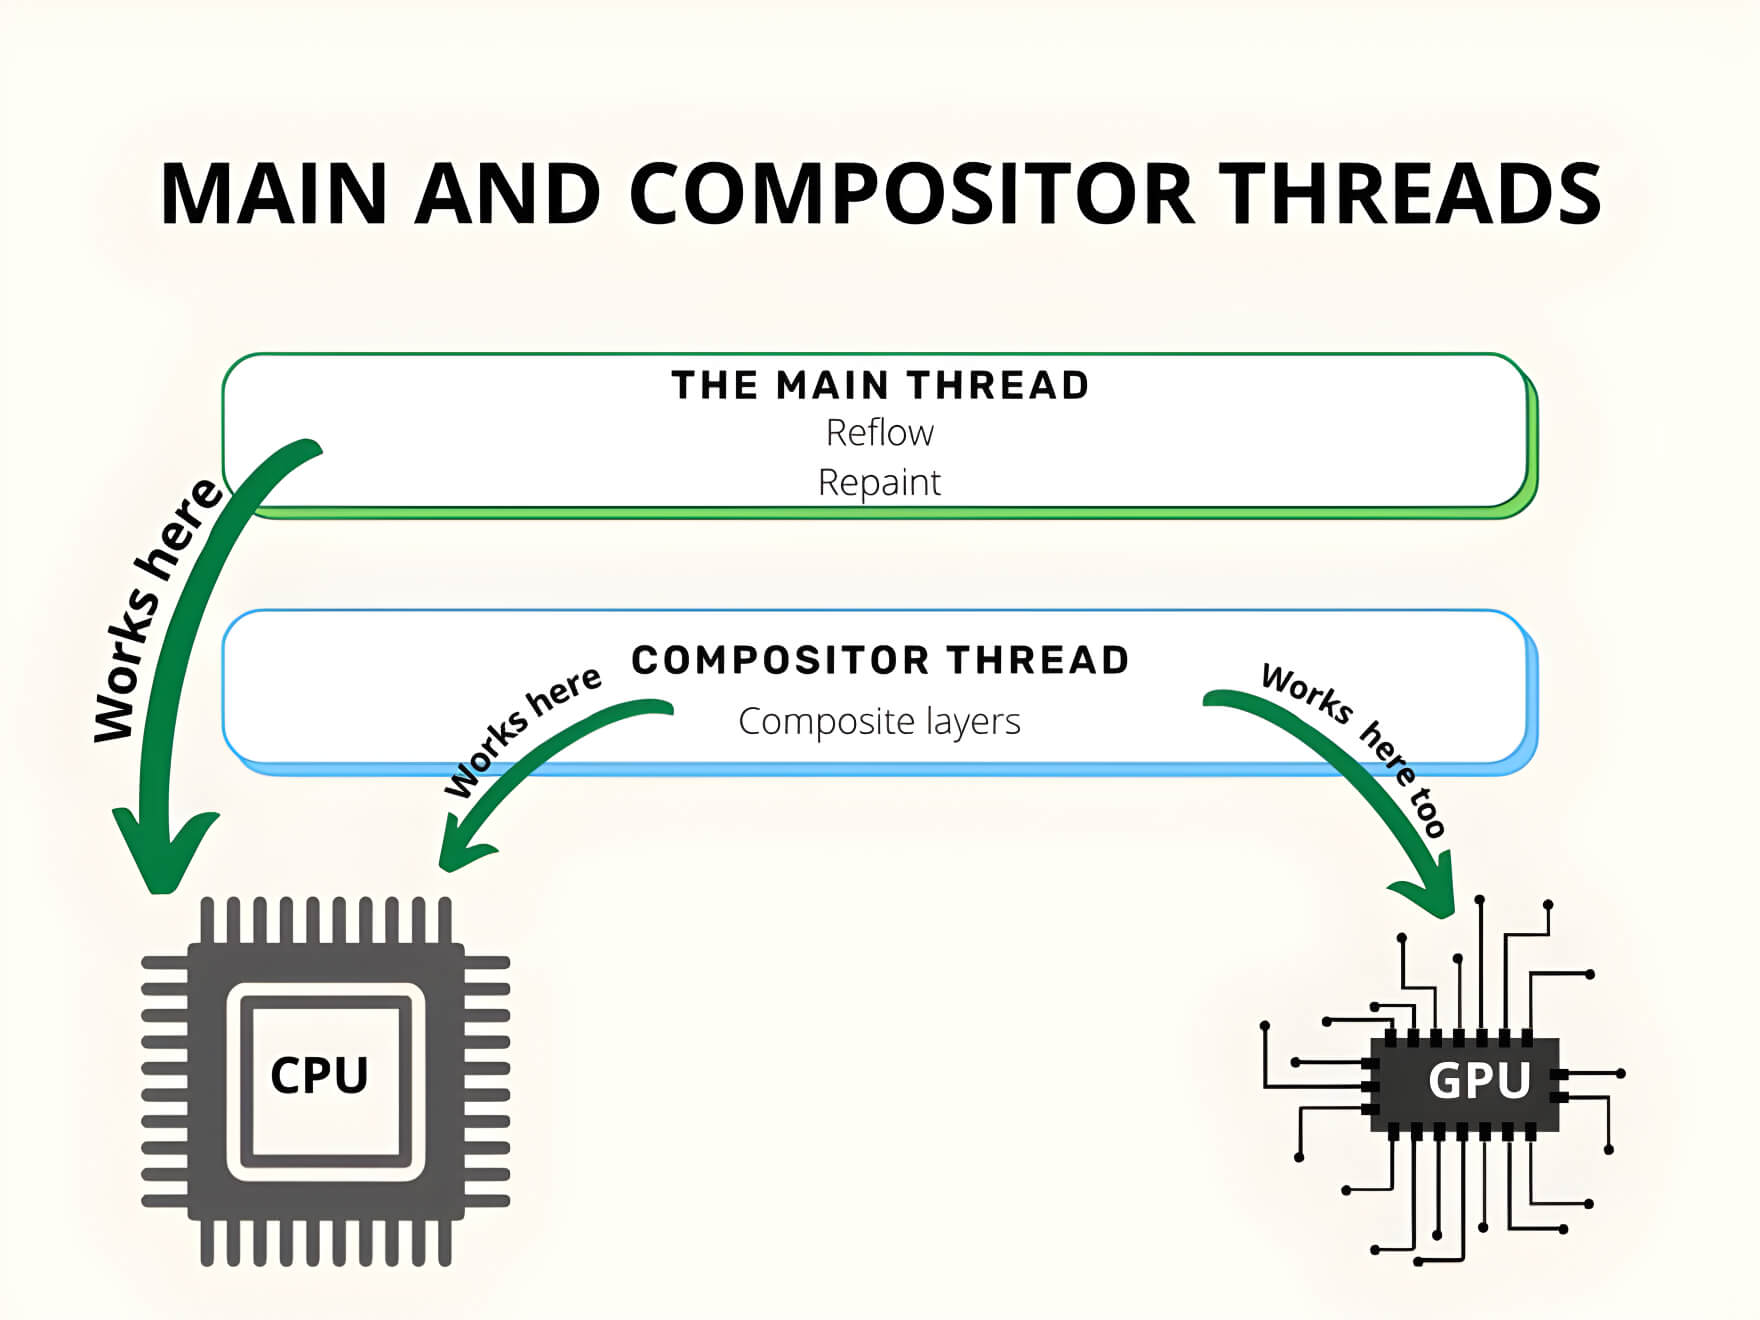 MAIN AND COMPOSITOR THREADS
THE MAIN THREAD
Reflow
Repaint
Works here
COMPOSITOR THREAD
Composite layers
Works here
Works here too
CPU
GPU